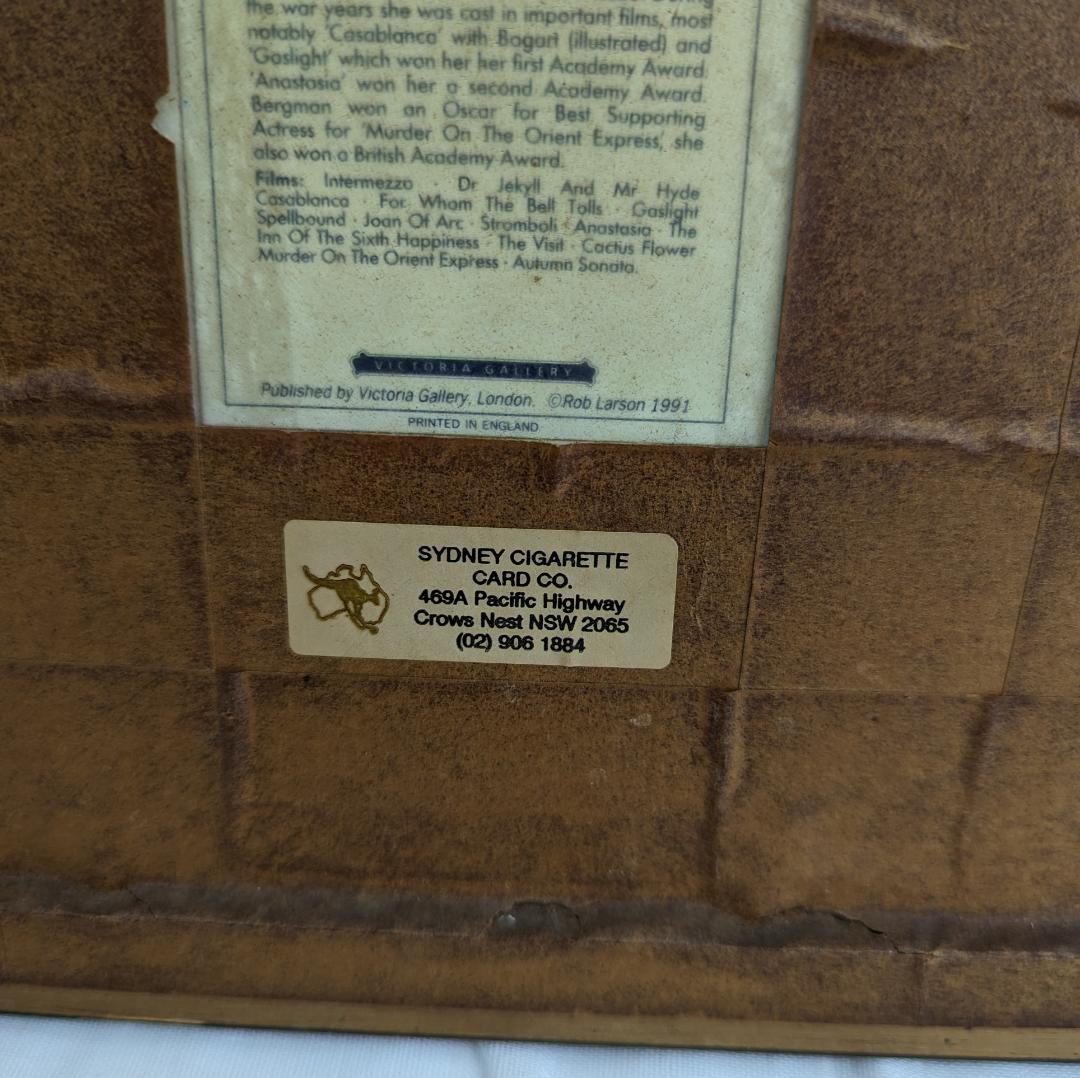 the war years she was cast in important films, most
notably 'Casablanca' with Bogart (illustrated) and
'Gaslight' which won her her first Academy Award.
'Anastasia' won her a second Academy Award.
Bergman won an Oscar for Best Supporting
Actress for 'Murder On The Orient Express', she
also won a British Academy Award.
Films: Intermezzo · Dr Jekyll And Mr Hyde
Casablanca · For Whom The Bell Tolls · Gaslight
Spellbound · Joan Of Arc · Stromboli · Anastasia · The
Inn Of The Sixth Happiness · The Visit · Cactus Flower
Murder On The Orient Express · Autumn Sonata.
VICTORIA GALLERY
Published by Victoria Gallery, London. ©Rob Larson 1991
PRINTED IN ENGLAND
SYDNEY CIGARETTE
CARD CO.
469A Pacific Highway
Crows Nest NSW 2065
(02) 906 1884